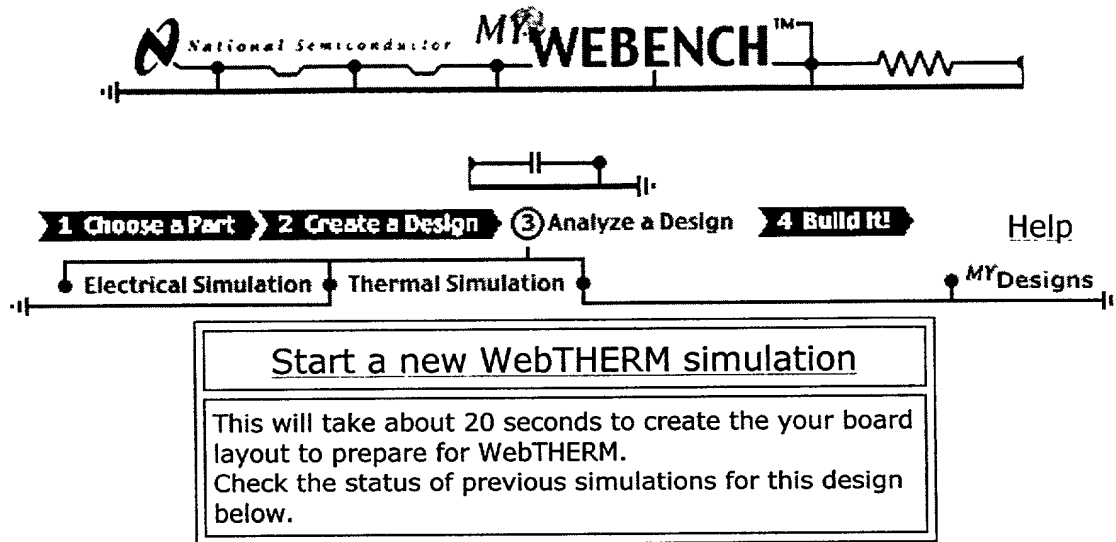 National Semiconductor MY WEBENCH™
1 Choose a Part 2 Create a Design 3 Analyze a Design 4 Build It! Help
Electrical Simulation Thermal Simulation MY Designs
Start a new WebTHERM simulation
This will take about 20 seconds to create the your board
layout to prepare for WebTHERM.
Check the status of previous simulations for this design
below.